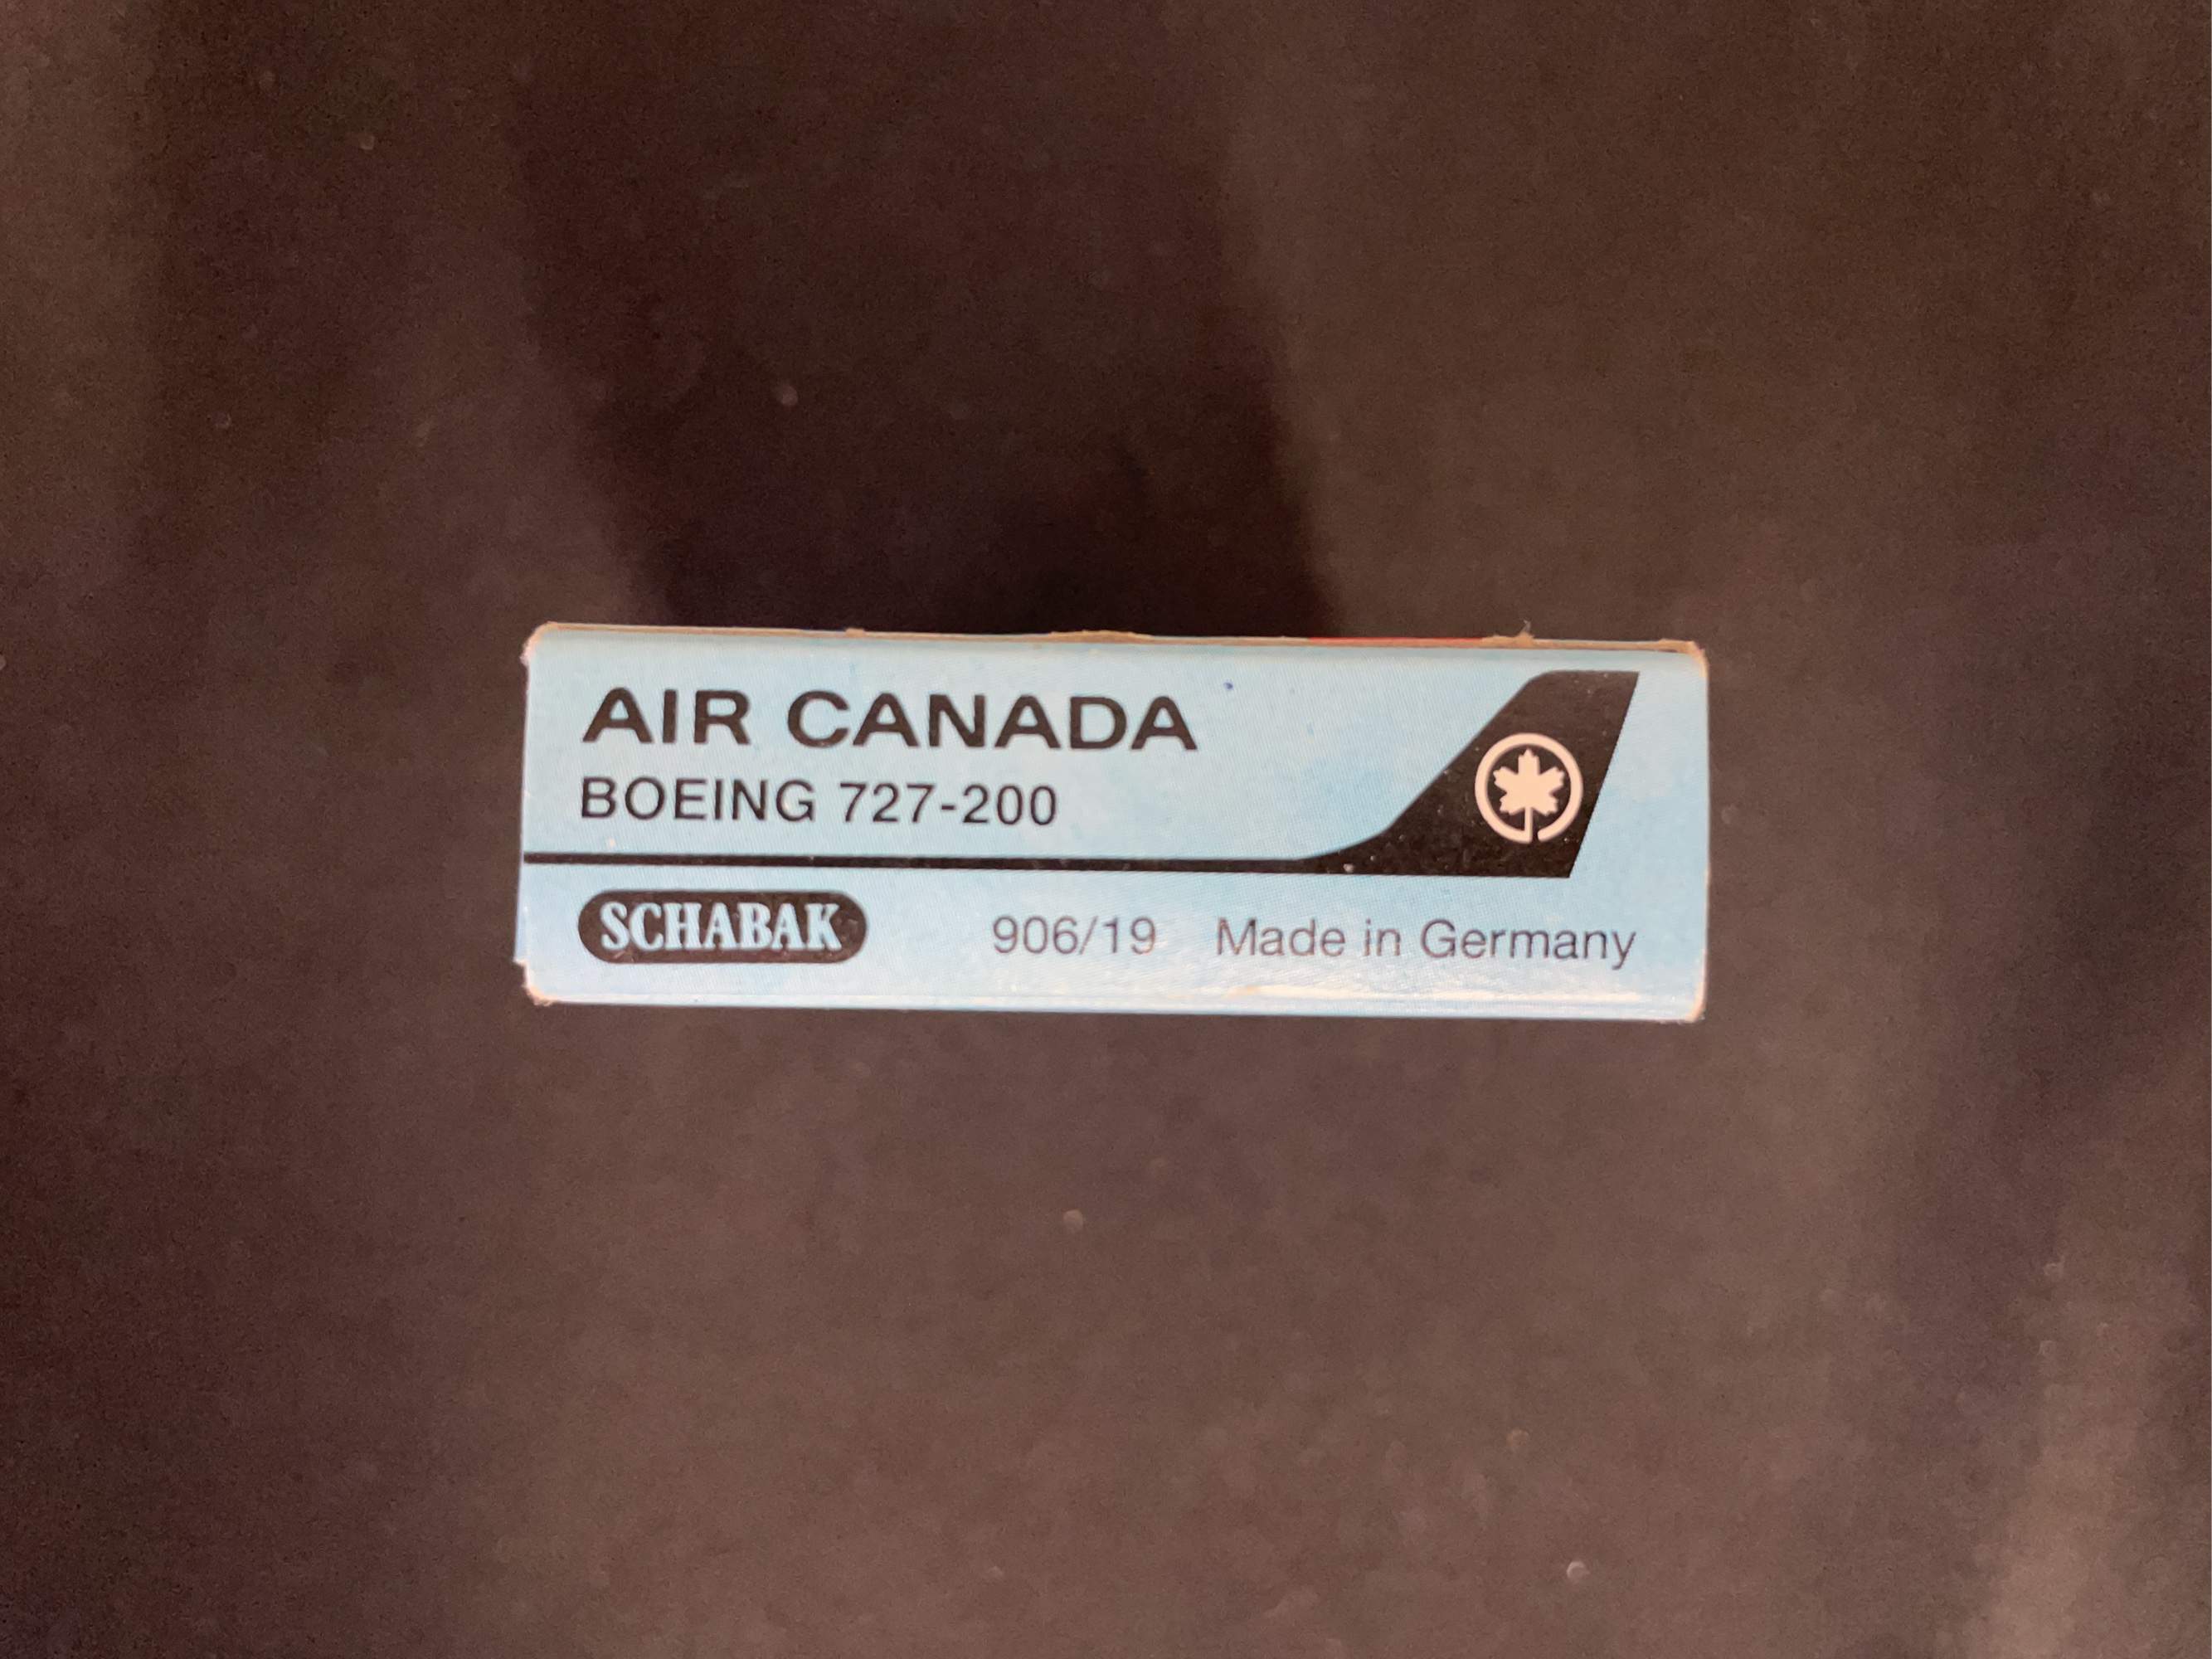 AIR CANADA
BOEING 727-200
SCHABAK 906/19 Made in Germany